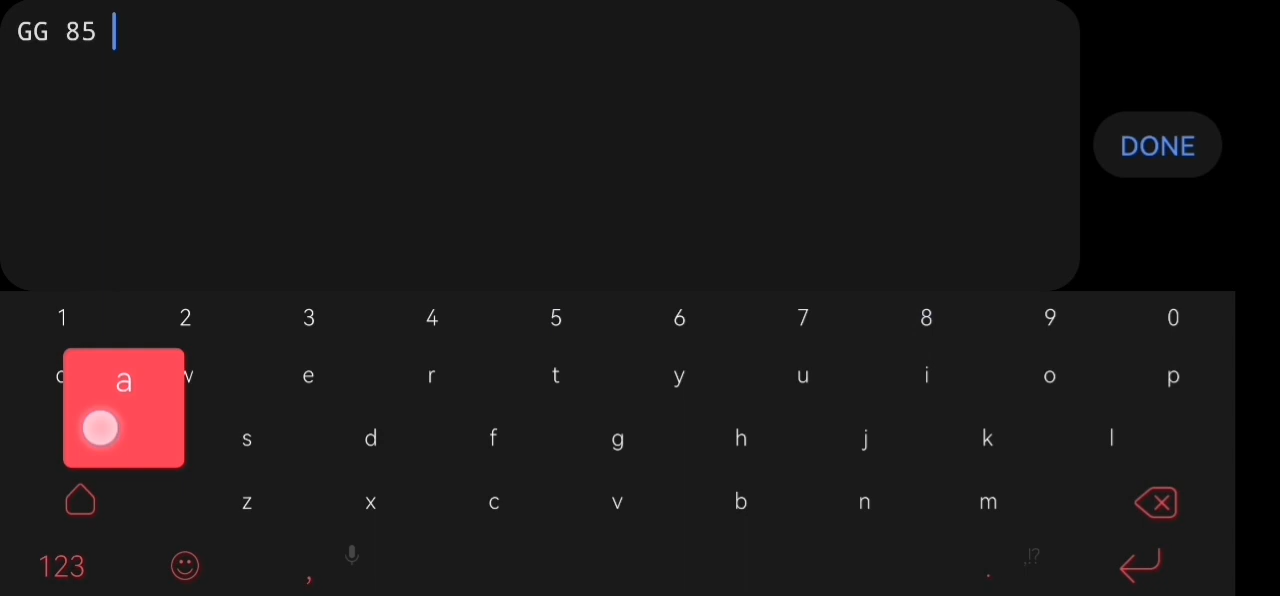 GG 85
DONE
1 2 3 4 5 6 7 8 9 0
w e r t y u i o p
a s d f g h j k l
z x c v b n m
123 , . ,!?